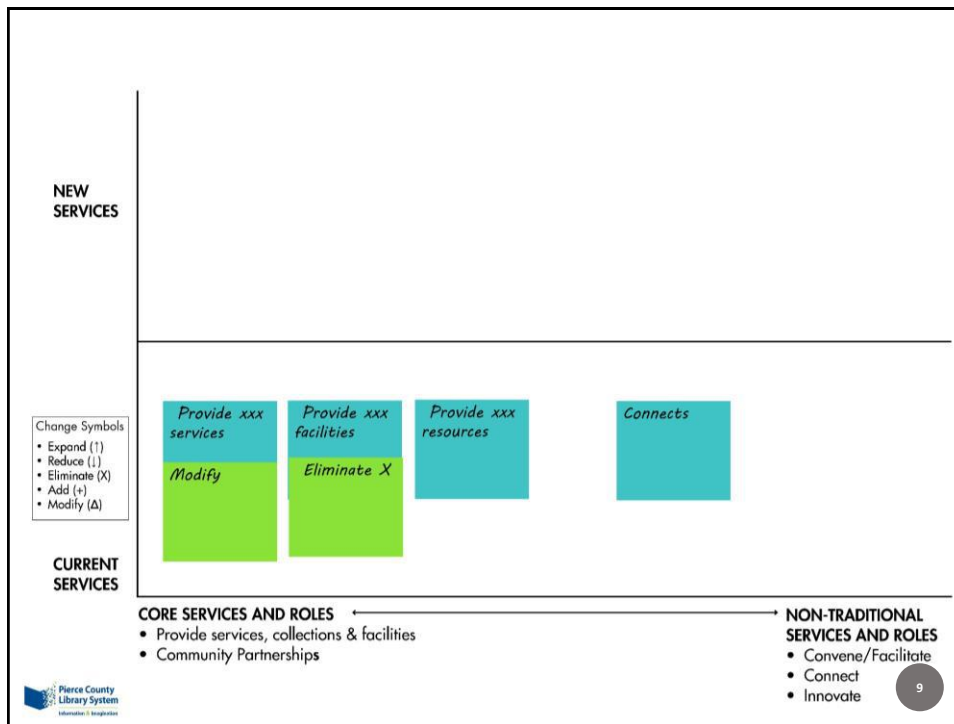 NEW
SERVICES
Change Symbols
• Expand (↑)
• Reduce (↓)
• Eliminate (X)
• Add (+)
• Modify (Δ)
Provide xxx
services
Modify
Provide xxx
facilities
Eliminate X
Provide xxx
resources
Connects
CURRENT
SERVICES
CORE SERVICES AND ROLES
• Provide services, collections & facilities
• Community Partnerships
NON-TRADITIONAL
SERVICES AND ROLES
• Convene/Facilitate
• Connect
• Innovate
Pierce County
Library System
Information & Imagination
9